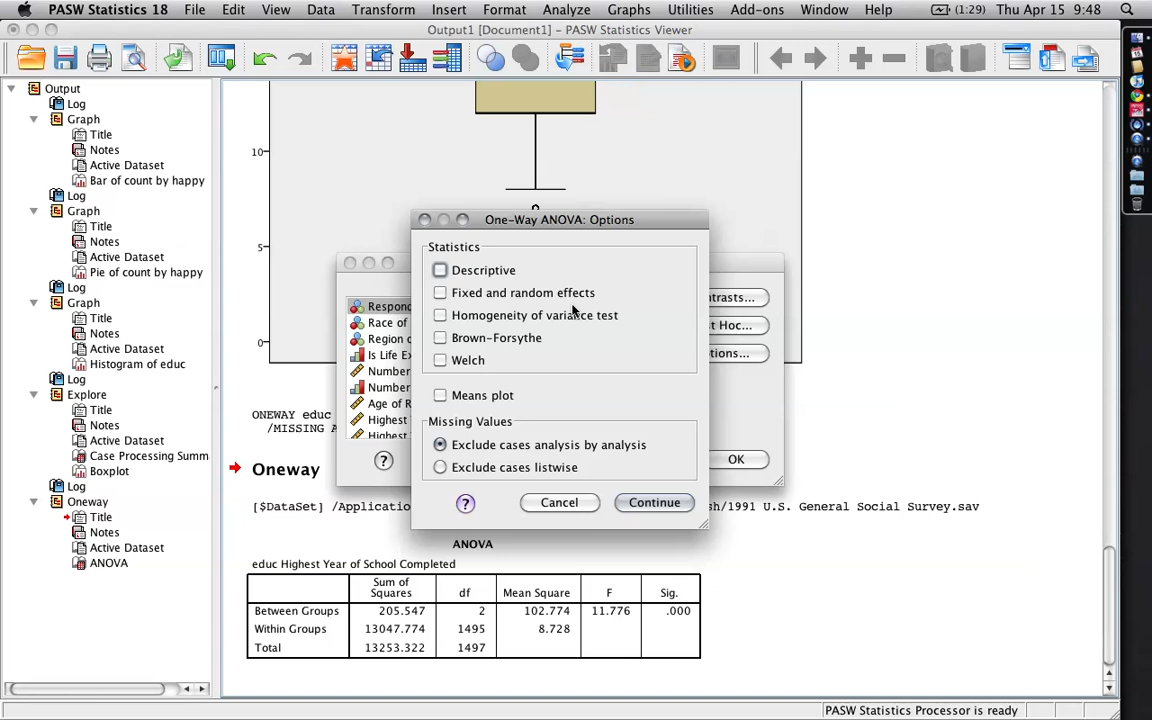 PASW Statistics 18 File Edit View Data Transform Insert Format Analyze Graphs Utilities Add-ons Window Help (1:29) Thu Apr 15 9:48
Output1 [Document1] – PASW Statistics Viewer
Output
Log
Graph
Title
Notes
Active Dataset
Bar of count by happy
Log
Graph
Title
Notes
Active Dataset
Pie of count by happy
Log
Graph
Title
Notes
Active Dataset
Histogram of educ
Log
Explore
Title
Notes
Active Dataset
Case Processing Summ
Boxplot
Log
Oneway
Title
Notes
Active Dataset
ANOVA
10
5
0
One-Way ANOVA: Options
Statistics
Descriptive
Fixed and random effects
Homogeneity of variance test
Brown-Forsythe
Welch
Means plot
Missing Values
Exclude cases analysis by analysis
Exclude cases listwise
? Cancel Continue
Respond
Race of
Region o
Is Life Ex
Number
Number
Age of R
Highest
Highest
ntrasts...
t Hoc...
tions...
? OK
ONEWAY educ
/MISSING A
Oneway
[$DataSet] /Applicatio sh/1991 U.S. General Social Survey.sav
ANOVA
educ Highest Year of School Completed
Sum of Squares df Mean Square F Sig.
Between Groups 205.547 2 102.774 11.776 .000
Within Groups 13047.774 1495 8.728
Total 13253.322 1497
PASW Statistics Processor is ready